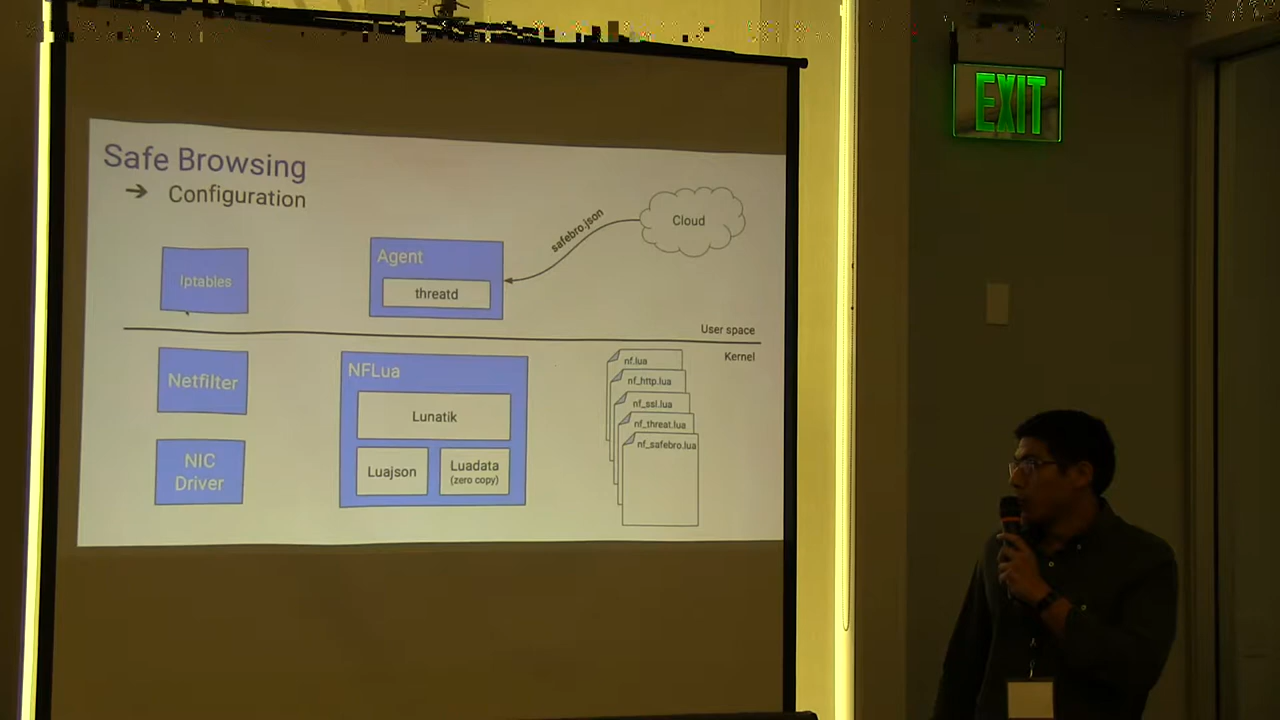 EXIT
Safe Browsing
➔ Configuration
safebro.json
Cloud
Iptables
Agent
threatd
User space
Kernel
Netfilter
NFLua
Lunatik
Luajson
Luadata
(zero copy)
NIC
Driver
nf.lua
nf_http.lua
nf_ssl.lua
nf_threat.lua
nf_safebro.lua